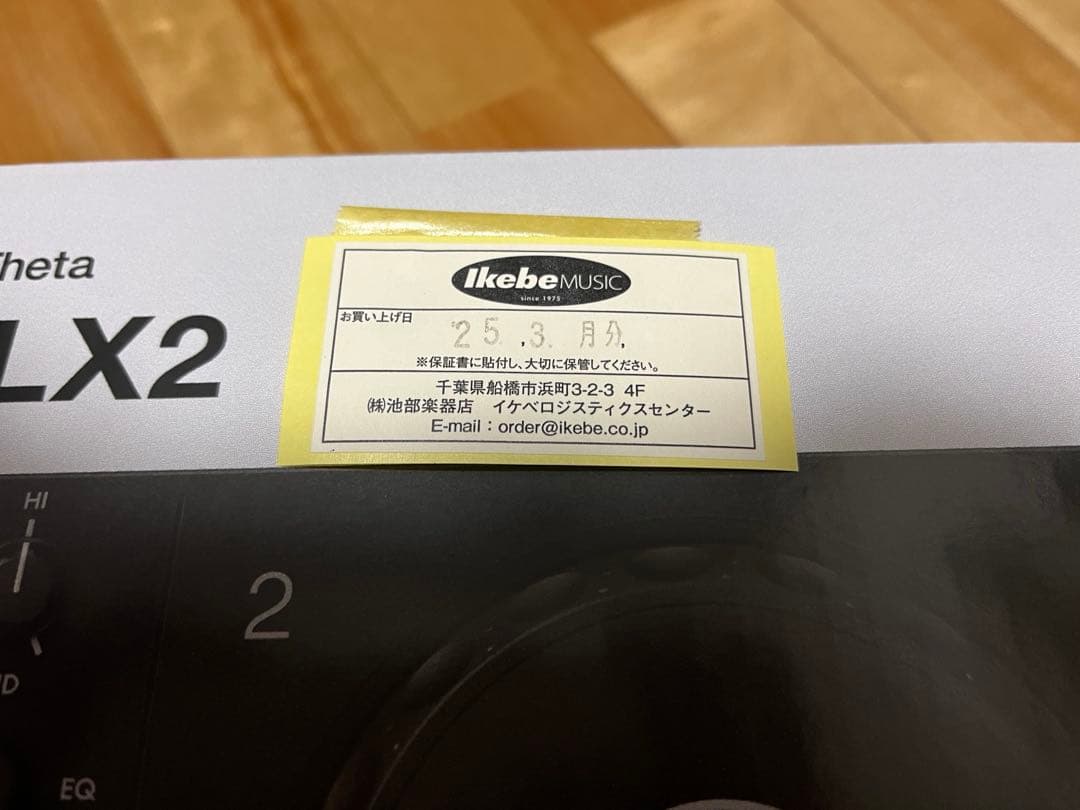 heta
LX2
Ikebe MUSIC
since 1975
お買い上げ日
'25. ,3. 月分,
※保証書に貼付し、大切に保管してください。
千葉県船橋市浜町3-2-3 4F
㈱池部楽器店 イケベロジスティクスセンター
E-mail：order@ikebe.co.jp
HI
2
EQ